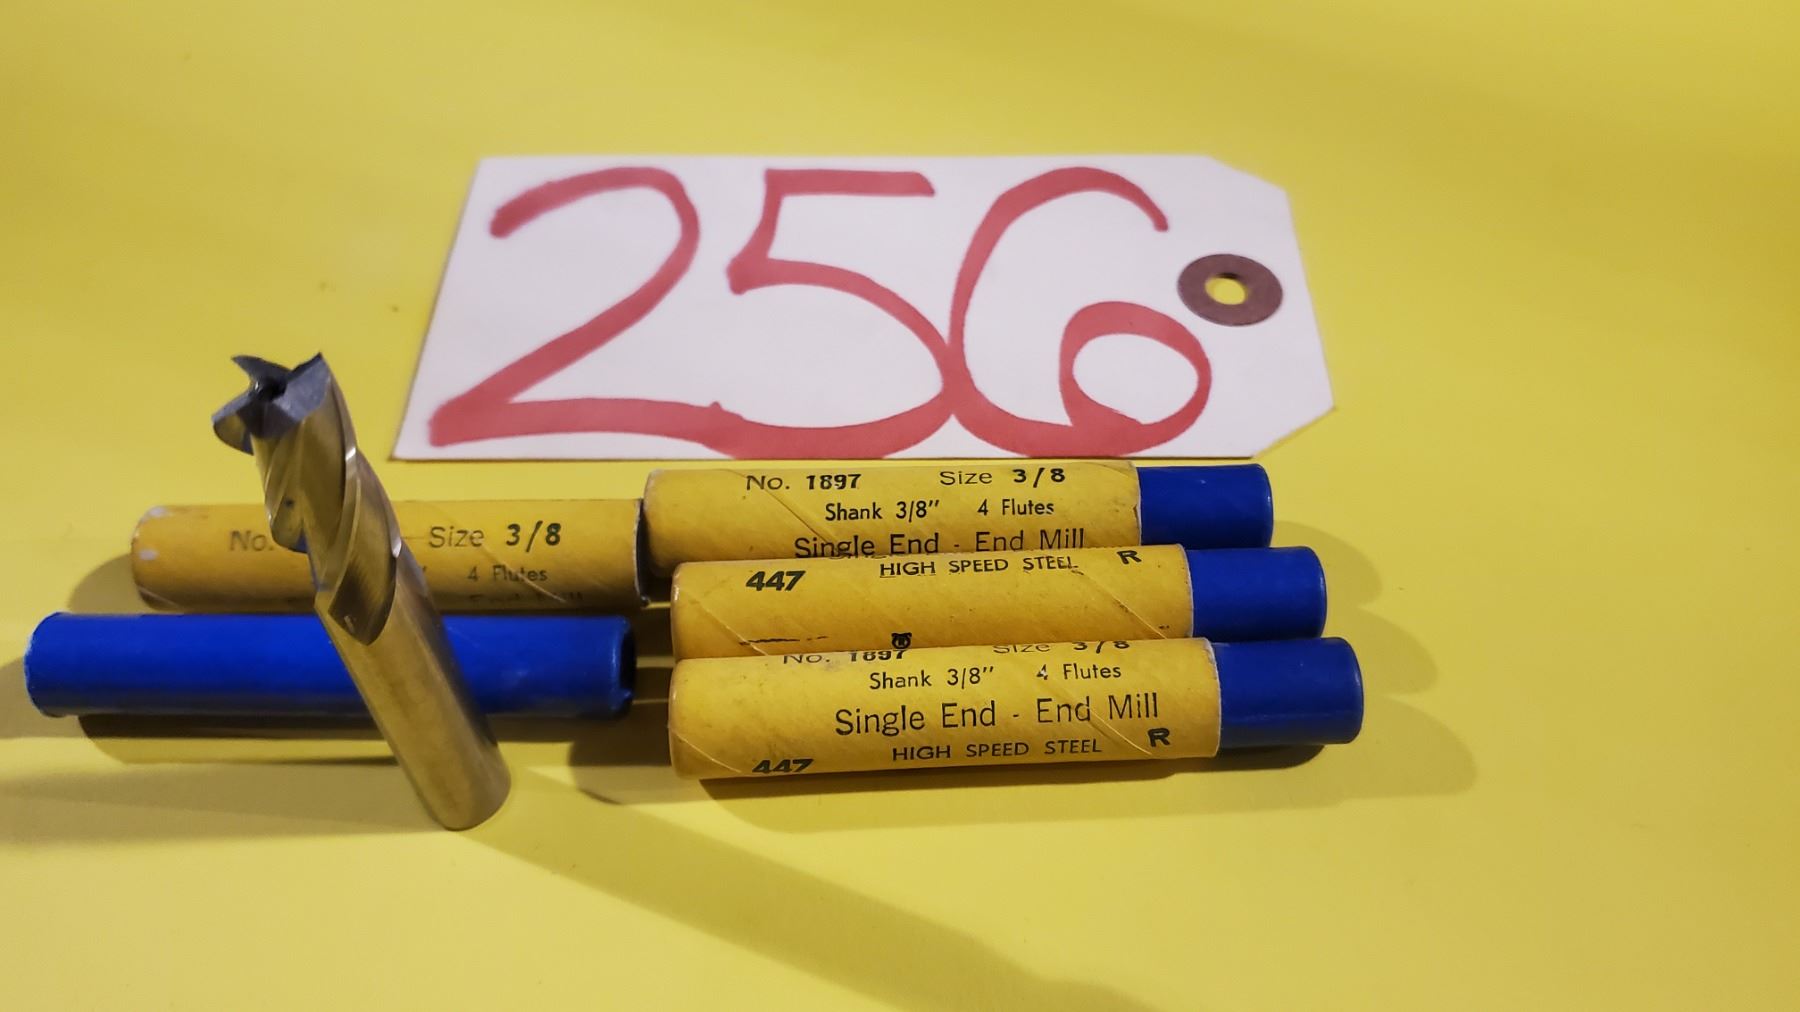 256
No. 1897 Size 3/8
Shank 3/8" 4 Flutes
Single End - End Mill
No. Size 3/8
4 Flutes
End Mill
447 HIGH SPEED STEEL R
No. 1897 Size 3/8
Shank 3/8" 4 Flutes
Single End - End Mill
447 HIGH SPEED STEEL R